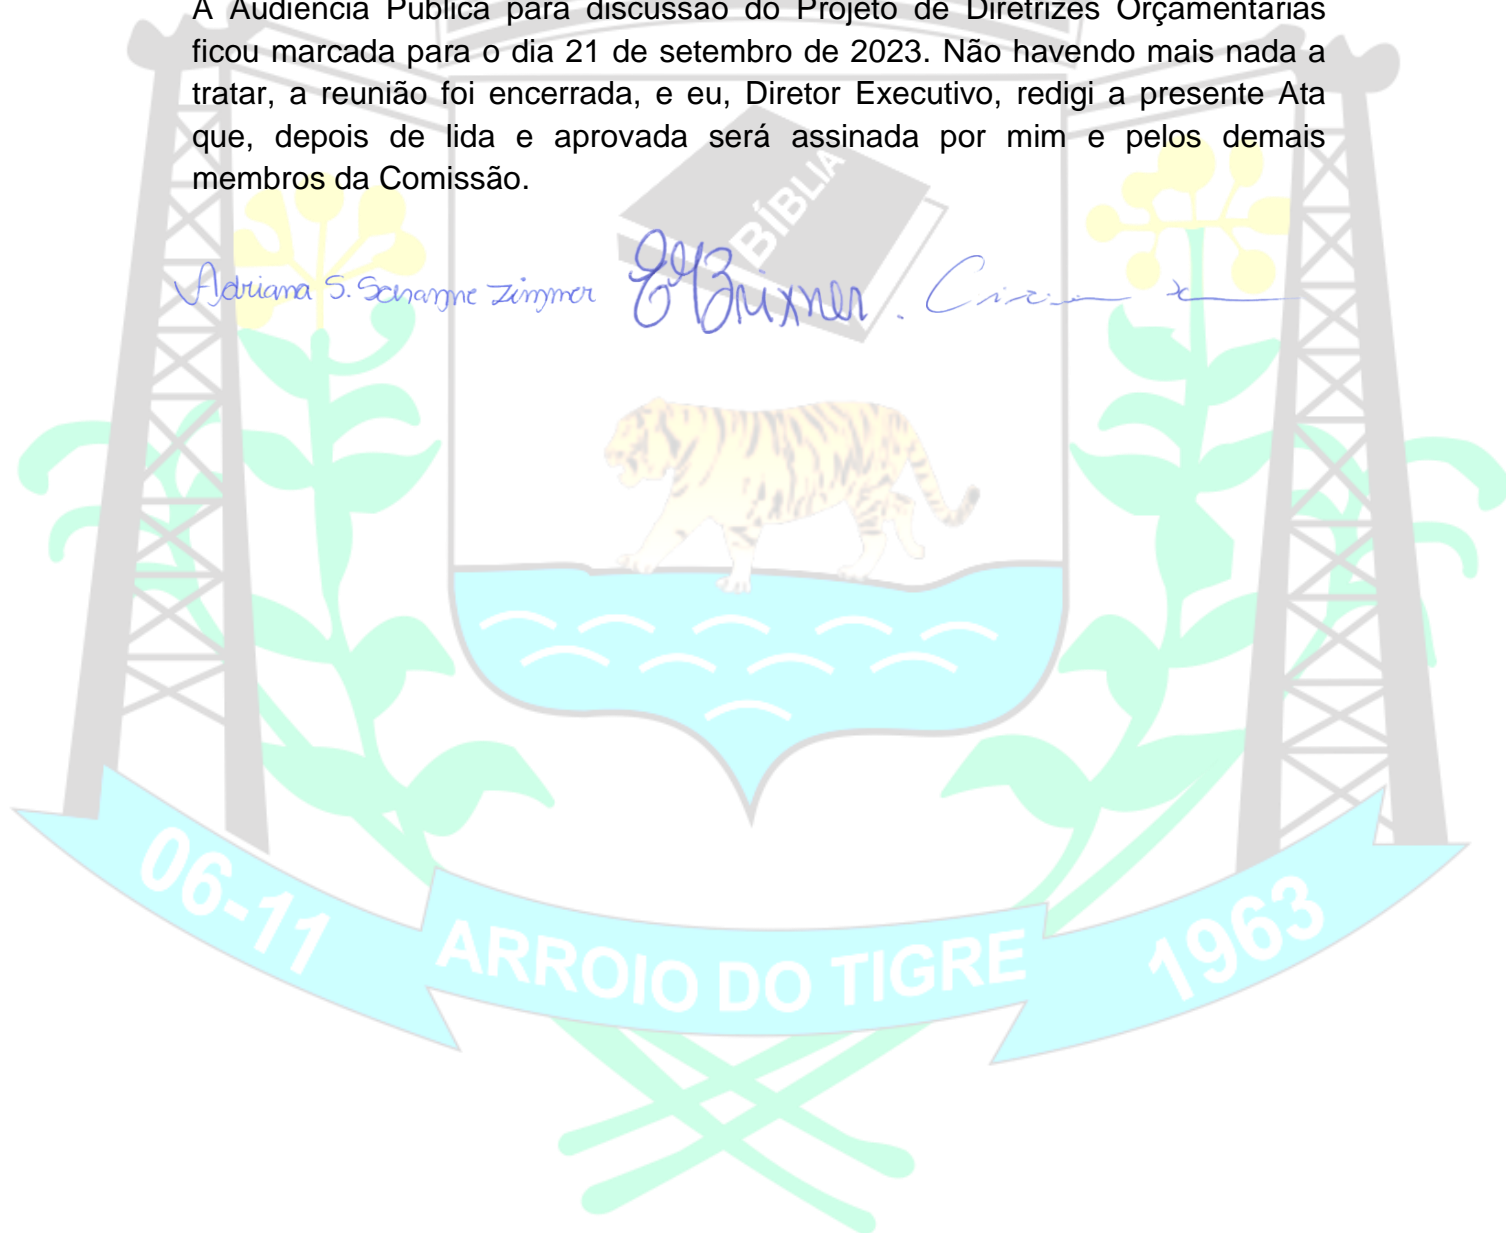 A Audiência Pública para discussão do Projeto de Diretrizes Orçamentárias
ficou marcada para o dia 21 de setembro de 2023. Não havendo mais nada a
tratar, a reunião foi encerrada, e eu, Diretor Executivo, redigi a presente Ata
que, depois de lida e aprovada será assinada por mim e pelos demais
membros da Comissão.
BÍBLIA
Adriana S. Zimmer
Brixner.
06-11
ARROIO DO TIGRE
1963